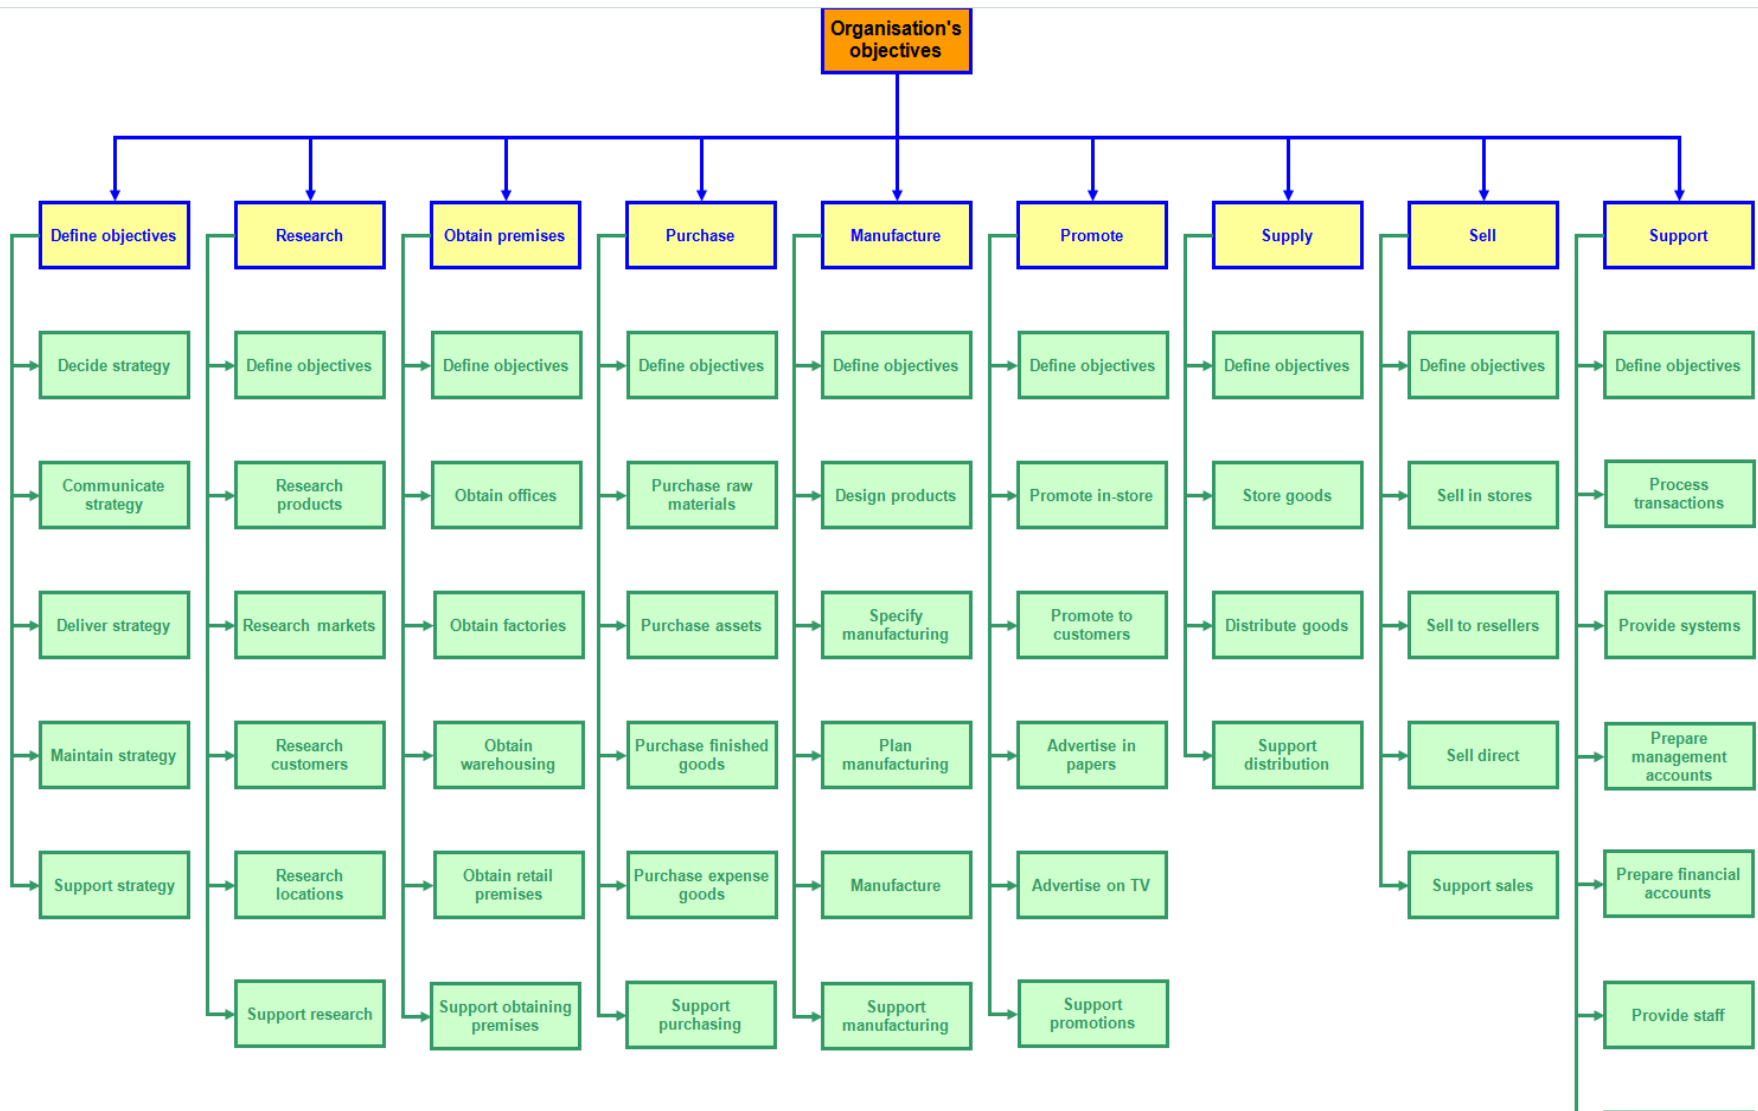 Organisation's
objectives
Define objectives
Research
Obtain premises
Purchase
Manufacture
Promote
Supply
Sell
Support
Decide strategy
Define objectives
Define objectives
Define objectives
Define objectives
Define objectives
Define objectives
Define objectives
Define objectives
Communicate
strategy
Research
products
Obtain offices
Purchase raw
materials
Design products
Promote in-store
Store goods
Sell in stores
Process
transactions
Deliver strategy
Research markets
Obtain factories
Purchase assets
Specify
manufacturing
Promote to
customers
Distribute goods
Sell to resellers
Provide systems
Maintain strategy
Research
customers
Obtain
warehousing
Purchase finished
goods
Plan
manufacturing
Advertise in
papers
Support
distribution
Sell direct
Prepare
management
accounts
Support strategy
Research
locations
Obtain retail
premises
Purchase expense
goods
Manufacture
Advertise on TV
Support sales
Prepare financial
accounts
Support research
Support obtaining
premises
Support
purchasing
Support
manufacturing
Support
promotions
Provide staff